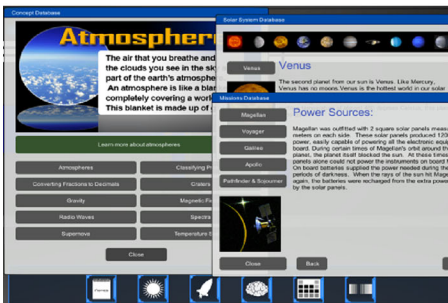 Concept Database
Atmospher
The air that you breathe and
the clouds you see in the sk
part of the earth's atmosphe
An atmosphere is like a blan
completely covering a worl
This blanket is made up of
Learn more about atmospheres
Atmospheres
Classifying Pl
Converting Fractions to Decimals
Craters
Gravity
Magnetic Fie
Radio Waves
Spectra
Supernova
Temperature S
Close
Solar System Database
Venus
Venus
The second planet from our sun is Venus. Like Mercury,
Venus has no moons. Venus is the hottest world in our solar
Missions Database
Magellan
Voyager
Galileo
Apollo
Pathfinder & Sojourner
Power Sources:
Magellan was outfitted with 2 square solar panels measu
meters on each side. These solar panels produced 1200
power, easily capable of powering all the electronic equip
board. During certain times of Magellan's orbit around th
planet, the planet itself blocked the sun. At these times
panels alone could not power the instruments on board t
On board batteries supplied the power needed during the
periods of darkness. When the rays of the sun hit Mage
again, the batteries were recharged from the extra power
by the solar panels.
Close
Back